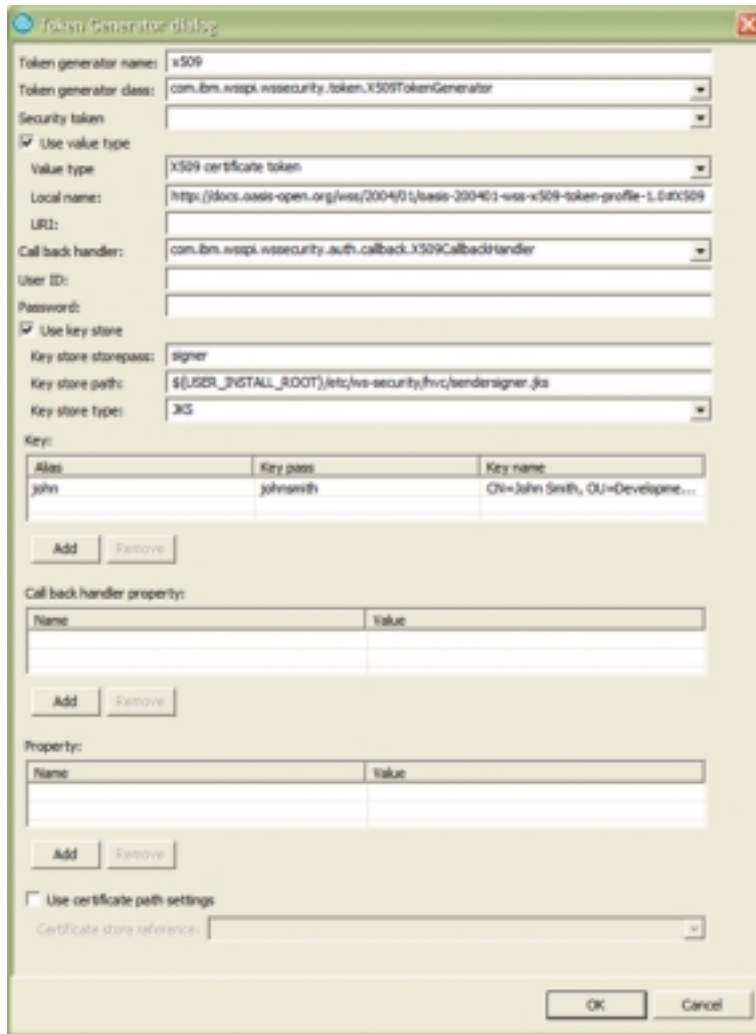 Token Generator dialog
Token generator name: x509
Token generator class: com.ibm.wsspi.wssecurity.token.X509TokenGenerator
Security token
Use value type
Value type X509 certificate token
Local name: http://docs.oasis-open.org/wss/2004/01/oasis-200401-wss-x509-token-profile-1.0#X509
URI:
Call back handler: com.ibm.wsspi.wssecurity.auth.callback.X509CallbackHandler
User ID:
Password:
Use key store
Key store storepass: signer
Key store path: ${USER_INSTALL_ROOT}/etc/ws-security/hvc/sendersigner.jks
Key store type: JKS
Key:
Alias Key pass Key name
john johnsmith CN=John Smith, OU=Developme...
Add Remove
Call back handler property:
Name Value
Add Remove
Property:
Name Value
Add Remove
Use certificate path settings
Certificate store reference:
OK Cancel